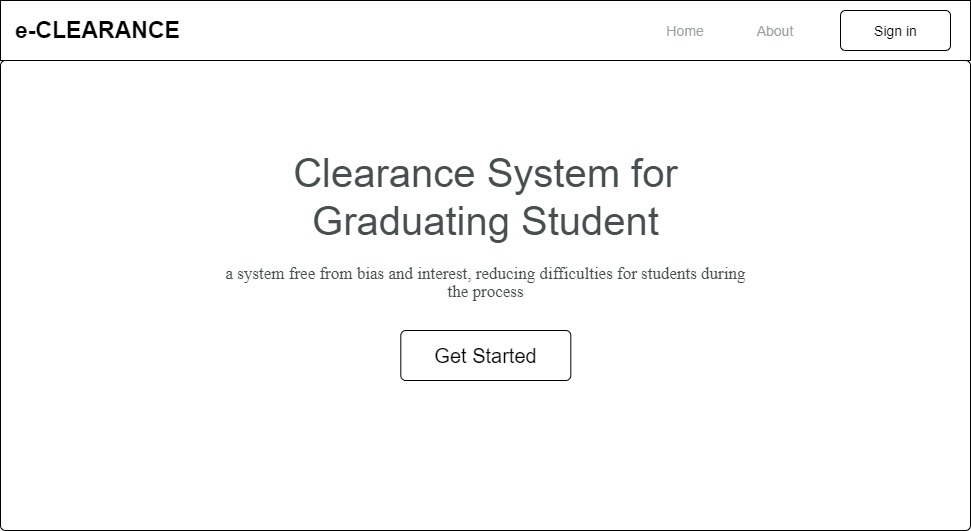 e-CLEARANCE
Home
About
Sign in
Clearance System for
Graduating Student
a system free from bias and interest, reducing difficulties for students during
the process
Get Started